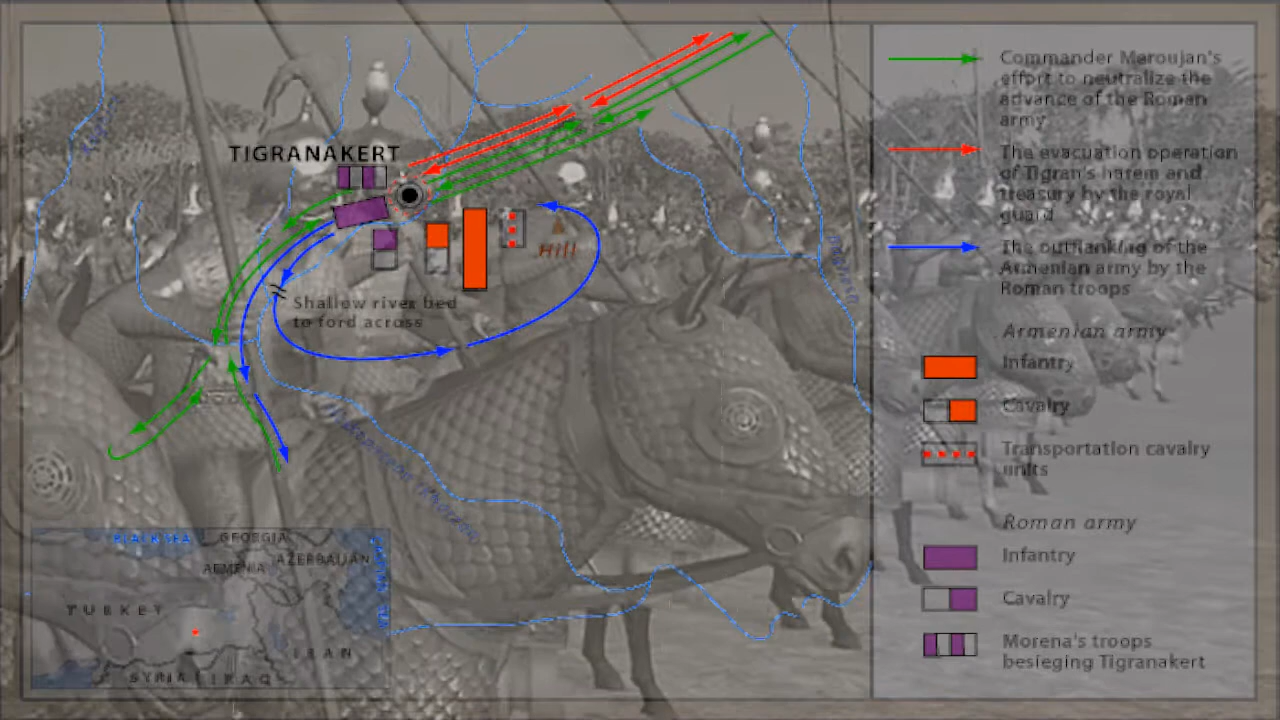 TIGRANAKERT
Hill
Shallow river bed
to ford across
BLACK SEA
GEORGIA
ARMENIA
AZERBAIJAN
TURKEY
IRAN
SYRIA
IRAQ
Commander Meroujan's
effort to neutralize the
advance of the Roman
army
The evacuation operation
of Tigran's harem and
treasury by the royal
guard
The outflanking of the
Armenian army by the
Roman troops
Armenian army
Infantry
Cavalry
Transportation cavalry
units
Roman army
Infantry
Cavalry
Morena's troops
besieging Tigranakert